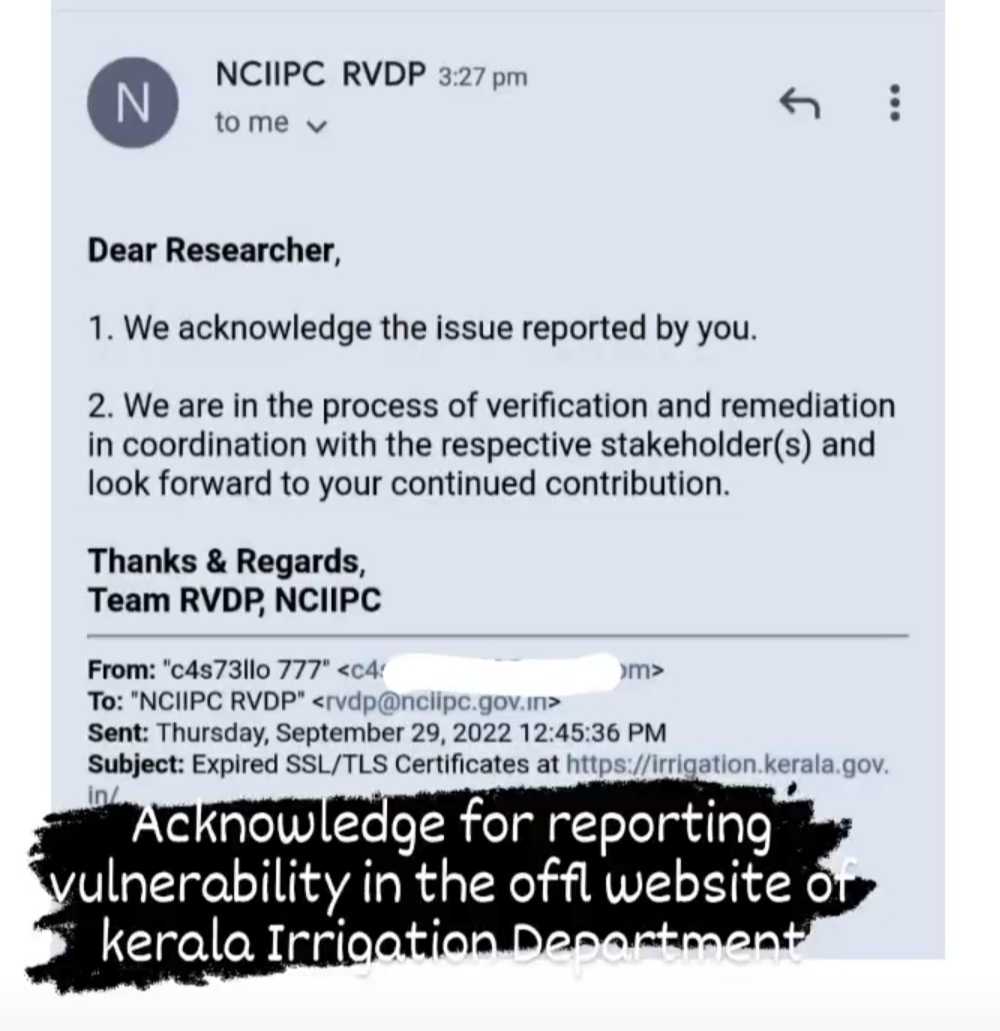 N
NCIIPC RVDP 3:27 pm
to me
Dear Researcher,
1. We acknowledge the issue reported by you.
2. We are in the process of verification and remediation
in coordination with the respective stakeholder(s) and
look forward to your continued contribution.
Thanks & Regards,
Team RVDP, NCIIPC
From: "c4s73llo 777" <c4 om>
To: "NCIIPC RVDP" <rvdp@nciipc.gov.in>
Sent: Thursday, September 29, 2022 12:45:36 PM
Subject: Expired SSL/TLS Certificates at https://irrigation.kerala.gov.
in/
Acknowledge for reporting
vulnerability in the offl website of
kerala Irrigation Department